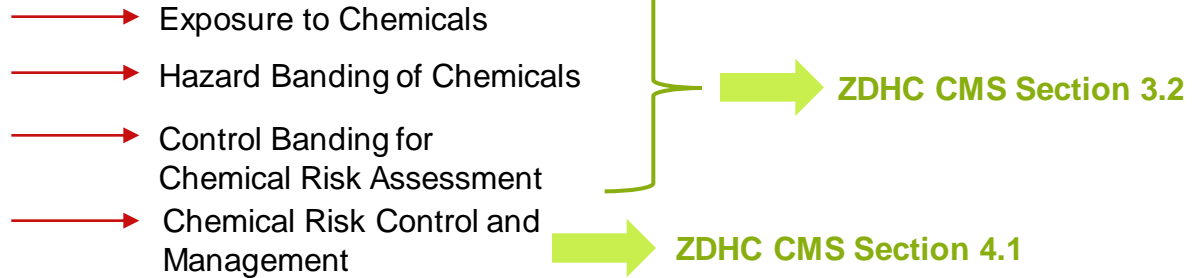 Exposure to Chemicals
Hazard Banding of Chemicals
ZDHC CMS Section 3.2
Control Banding for
Chemical Risk Assessment
Chemical Risk Control and
Management
ZDHC CMS Section 4.1